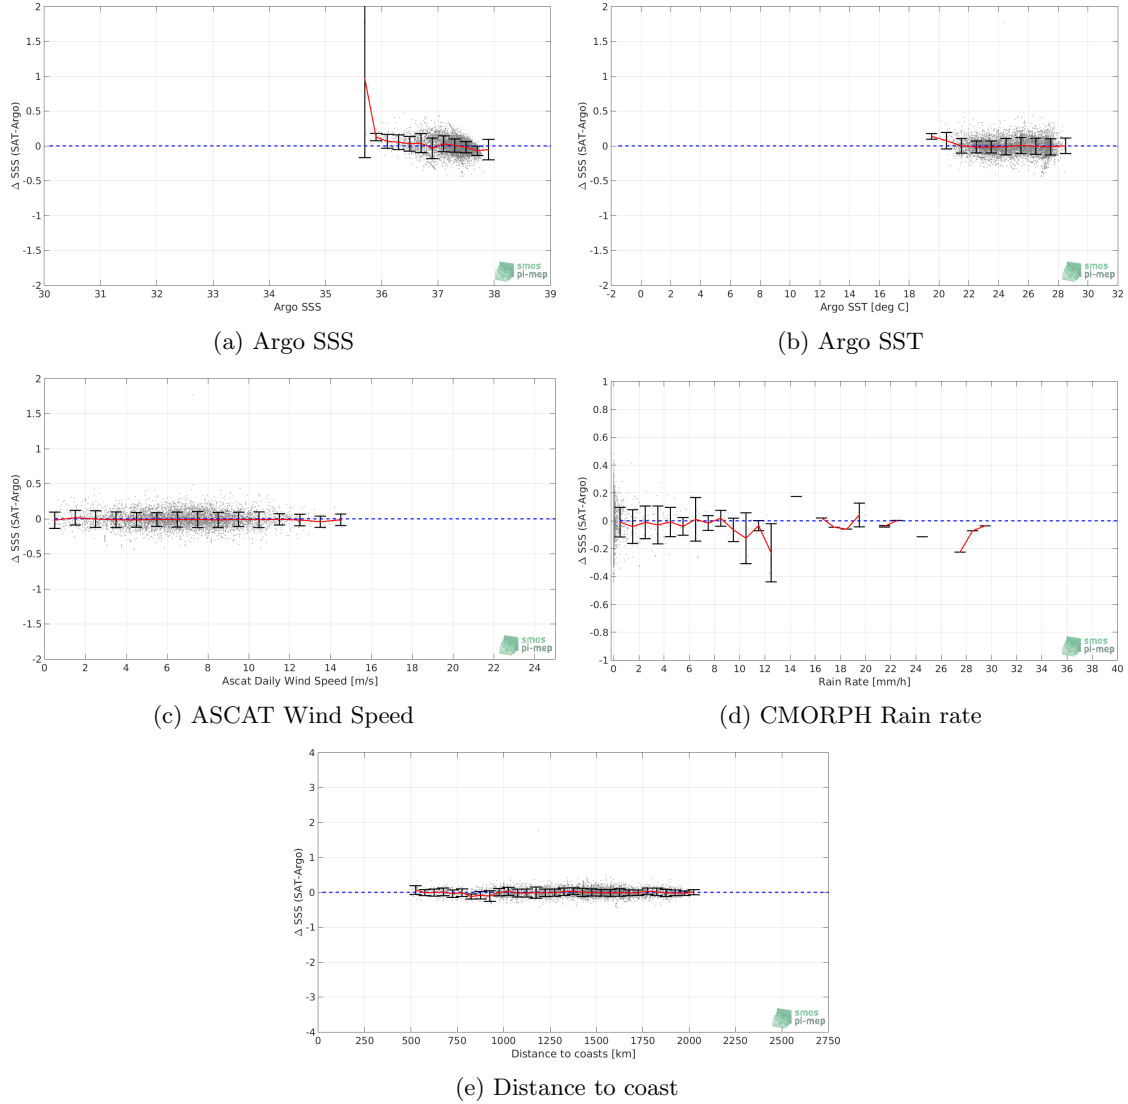 2
1.5
1
0.5
0
-0.5
-1
-1.5
-2
Δ SSS (SAT-Argo)
30 31 32 33 34 35 36 37 38 39
Argo SSS
smos
pi-mep
(a) Argo SSS
2
1.5
1
0.5
0
-0.5
-1
-1.5
-2
Δ SSS (SAT-Argo)
-2 0 2 4 6 8 10 12 14 16 18 20 22 24 26 28 30 32
Argo SST [deg C]
smos
pi-mep
(b) Argo SST
2
1.5
1
0.5
0
-0.5
-1
-1.5
-2
Δ SSS (SAT-Argo)
0 2 4 6 8 10 12 14 16 18 20 22 24
Ascat Daily Wind Speed [m/s]
smos
pi-mep
(c) ASCAT Wind Speed
1
0.8
0.6
0.4
0.2
0
-0.2
-0.4
-0.6
-0.8
-1
Δ SSS (SAT-Argo)
0 2 4 6 8 10 12 14 16 18 20 22 24 26 28 30 32 34 36 38 40
Rain Rate [mm/h]
smos
pi-mep
(d) CMORPH Rain rate
4
3
2
1
0
-1
-2
-3
-4
Δ SSS (SAT-Argo)
0 250 500 750 1000 1250 1500 1750 2000 2250 2500 2750
Distance to coasts [km]
smos
pi-mep
(e) Distance to coast